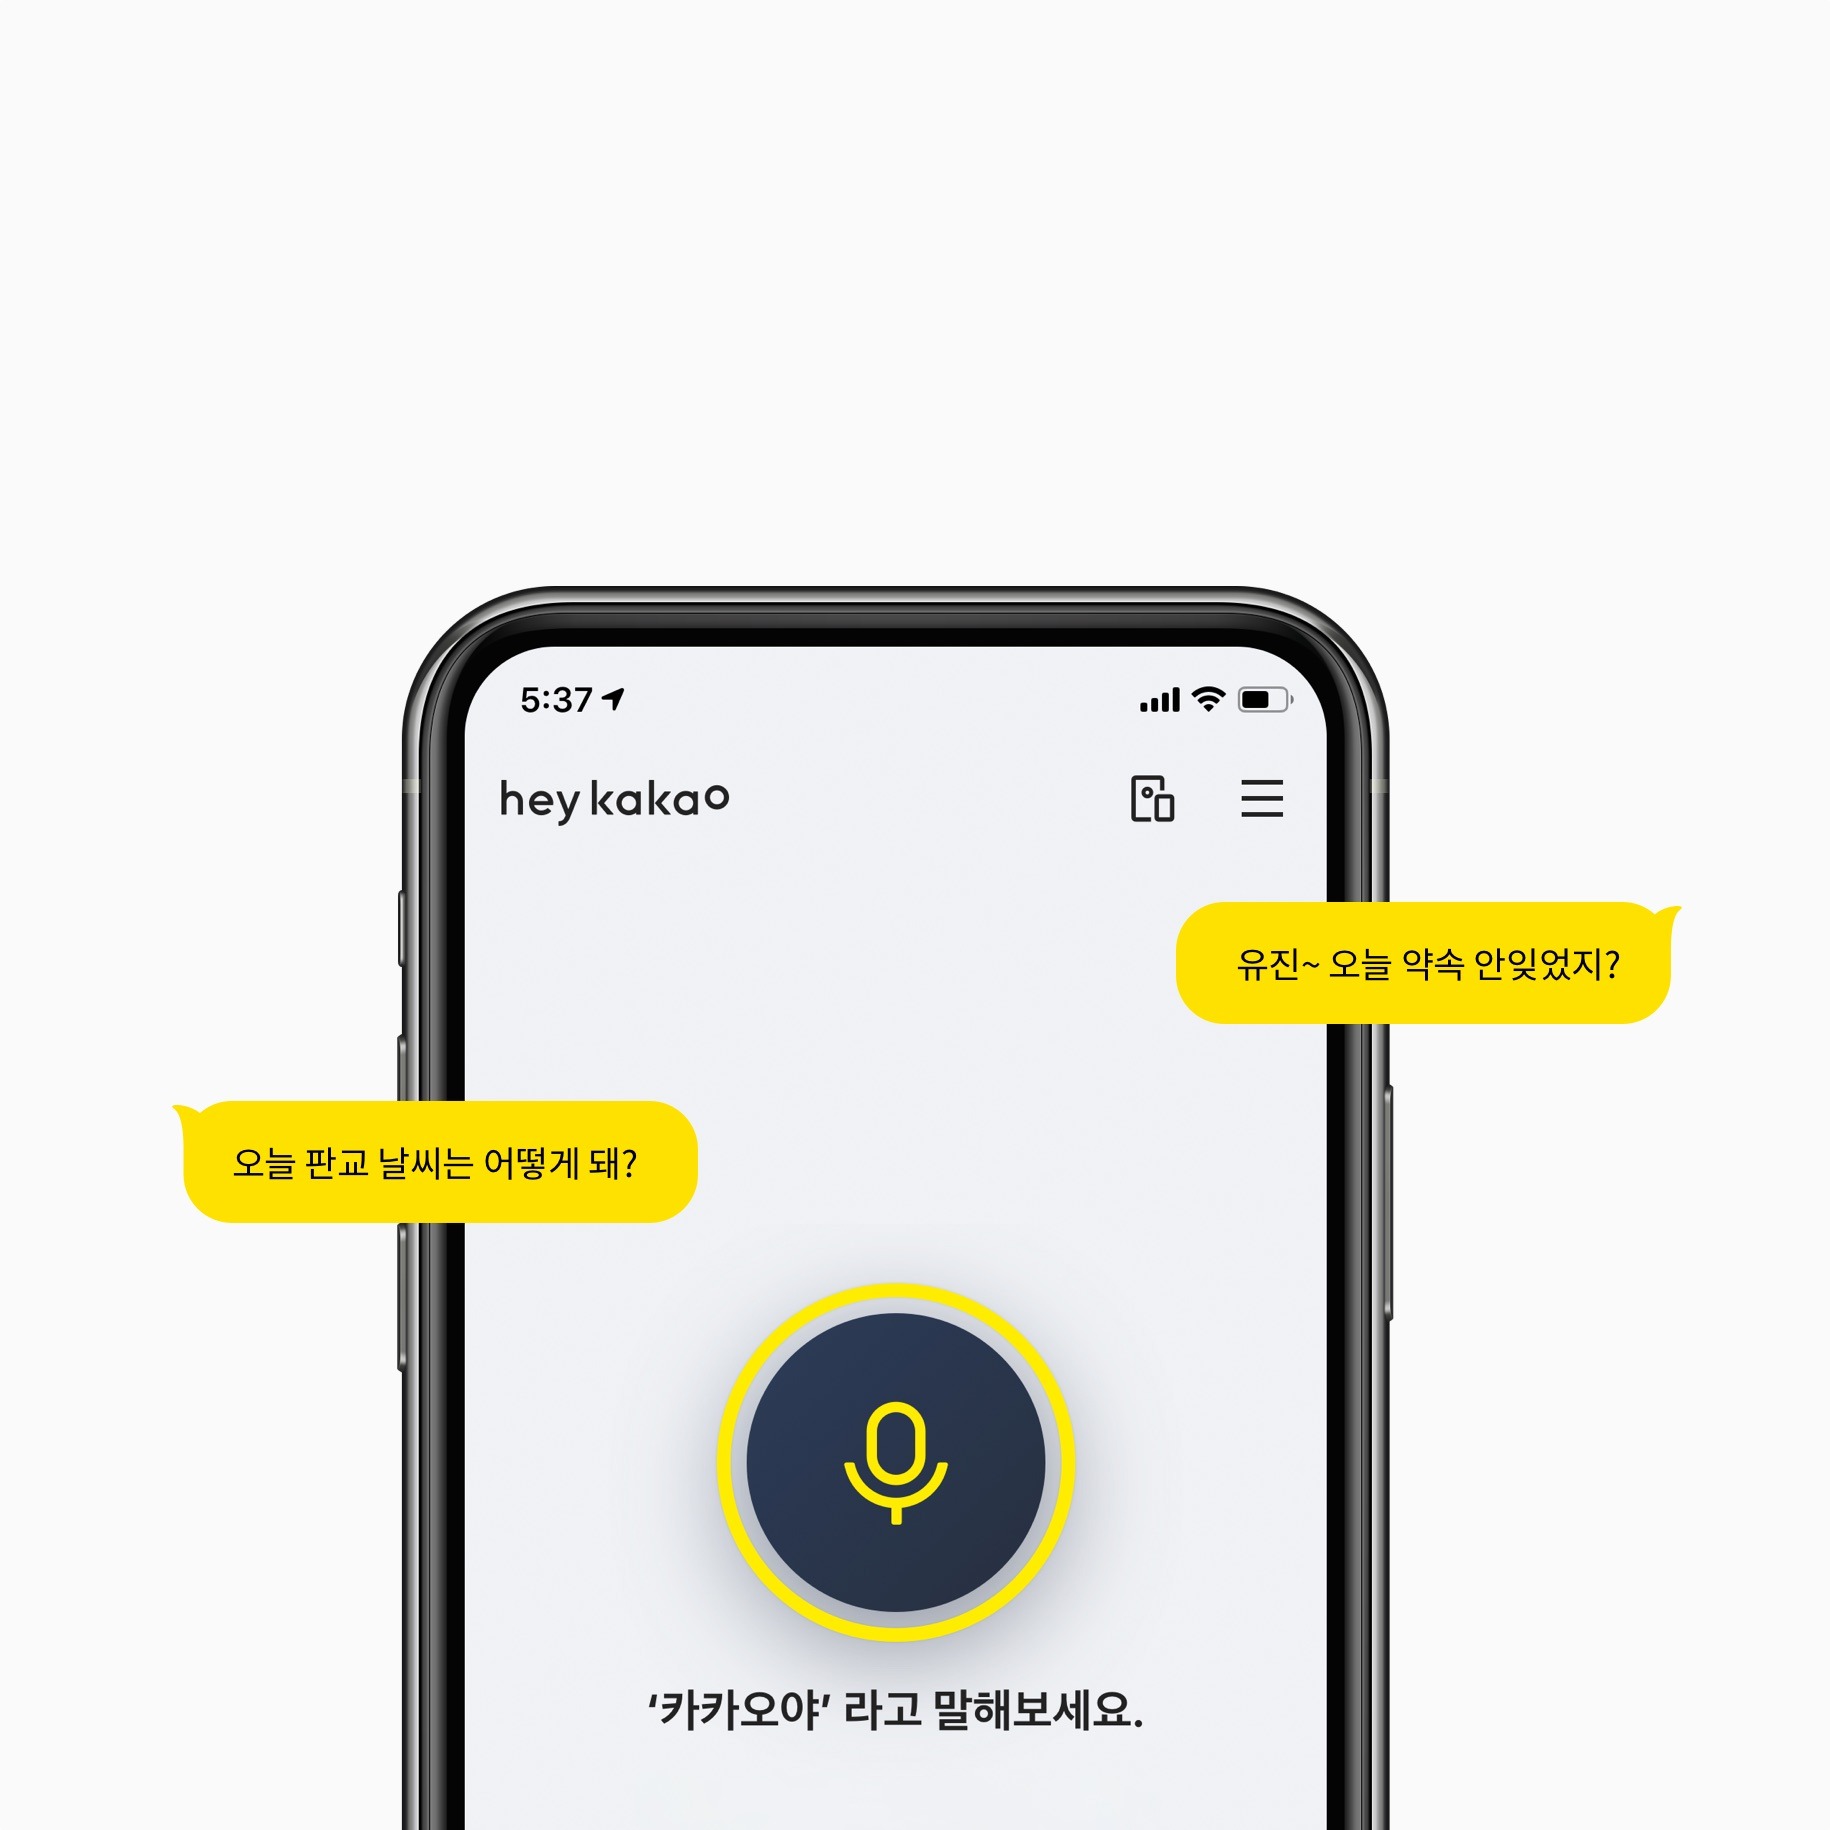 5:37
hey kakao
유진~ 오늘 약속 안잊었지?
오늘 판교 날씨는 어떻게 돼?
‘카카오야’ 라고 말해보세요.